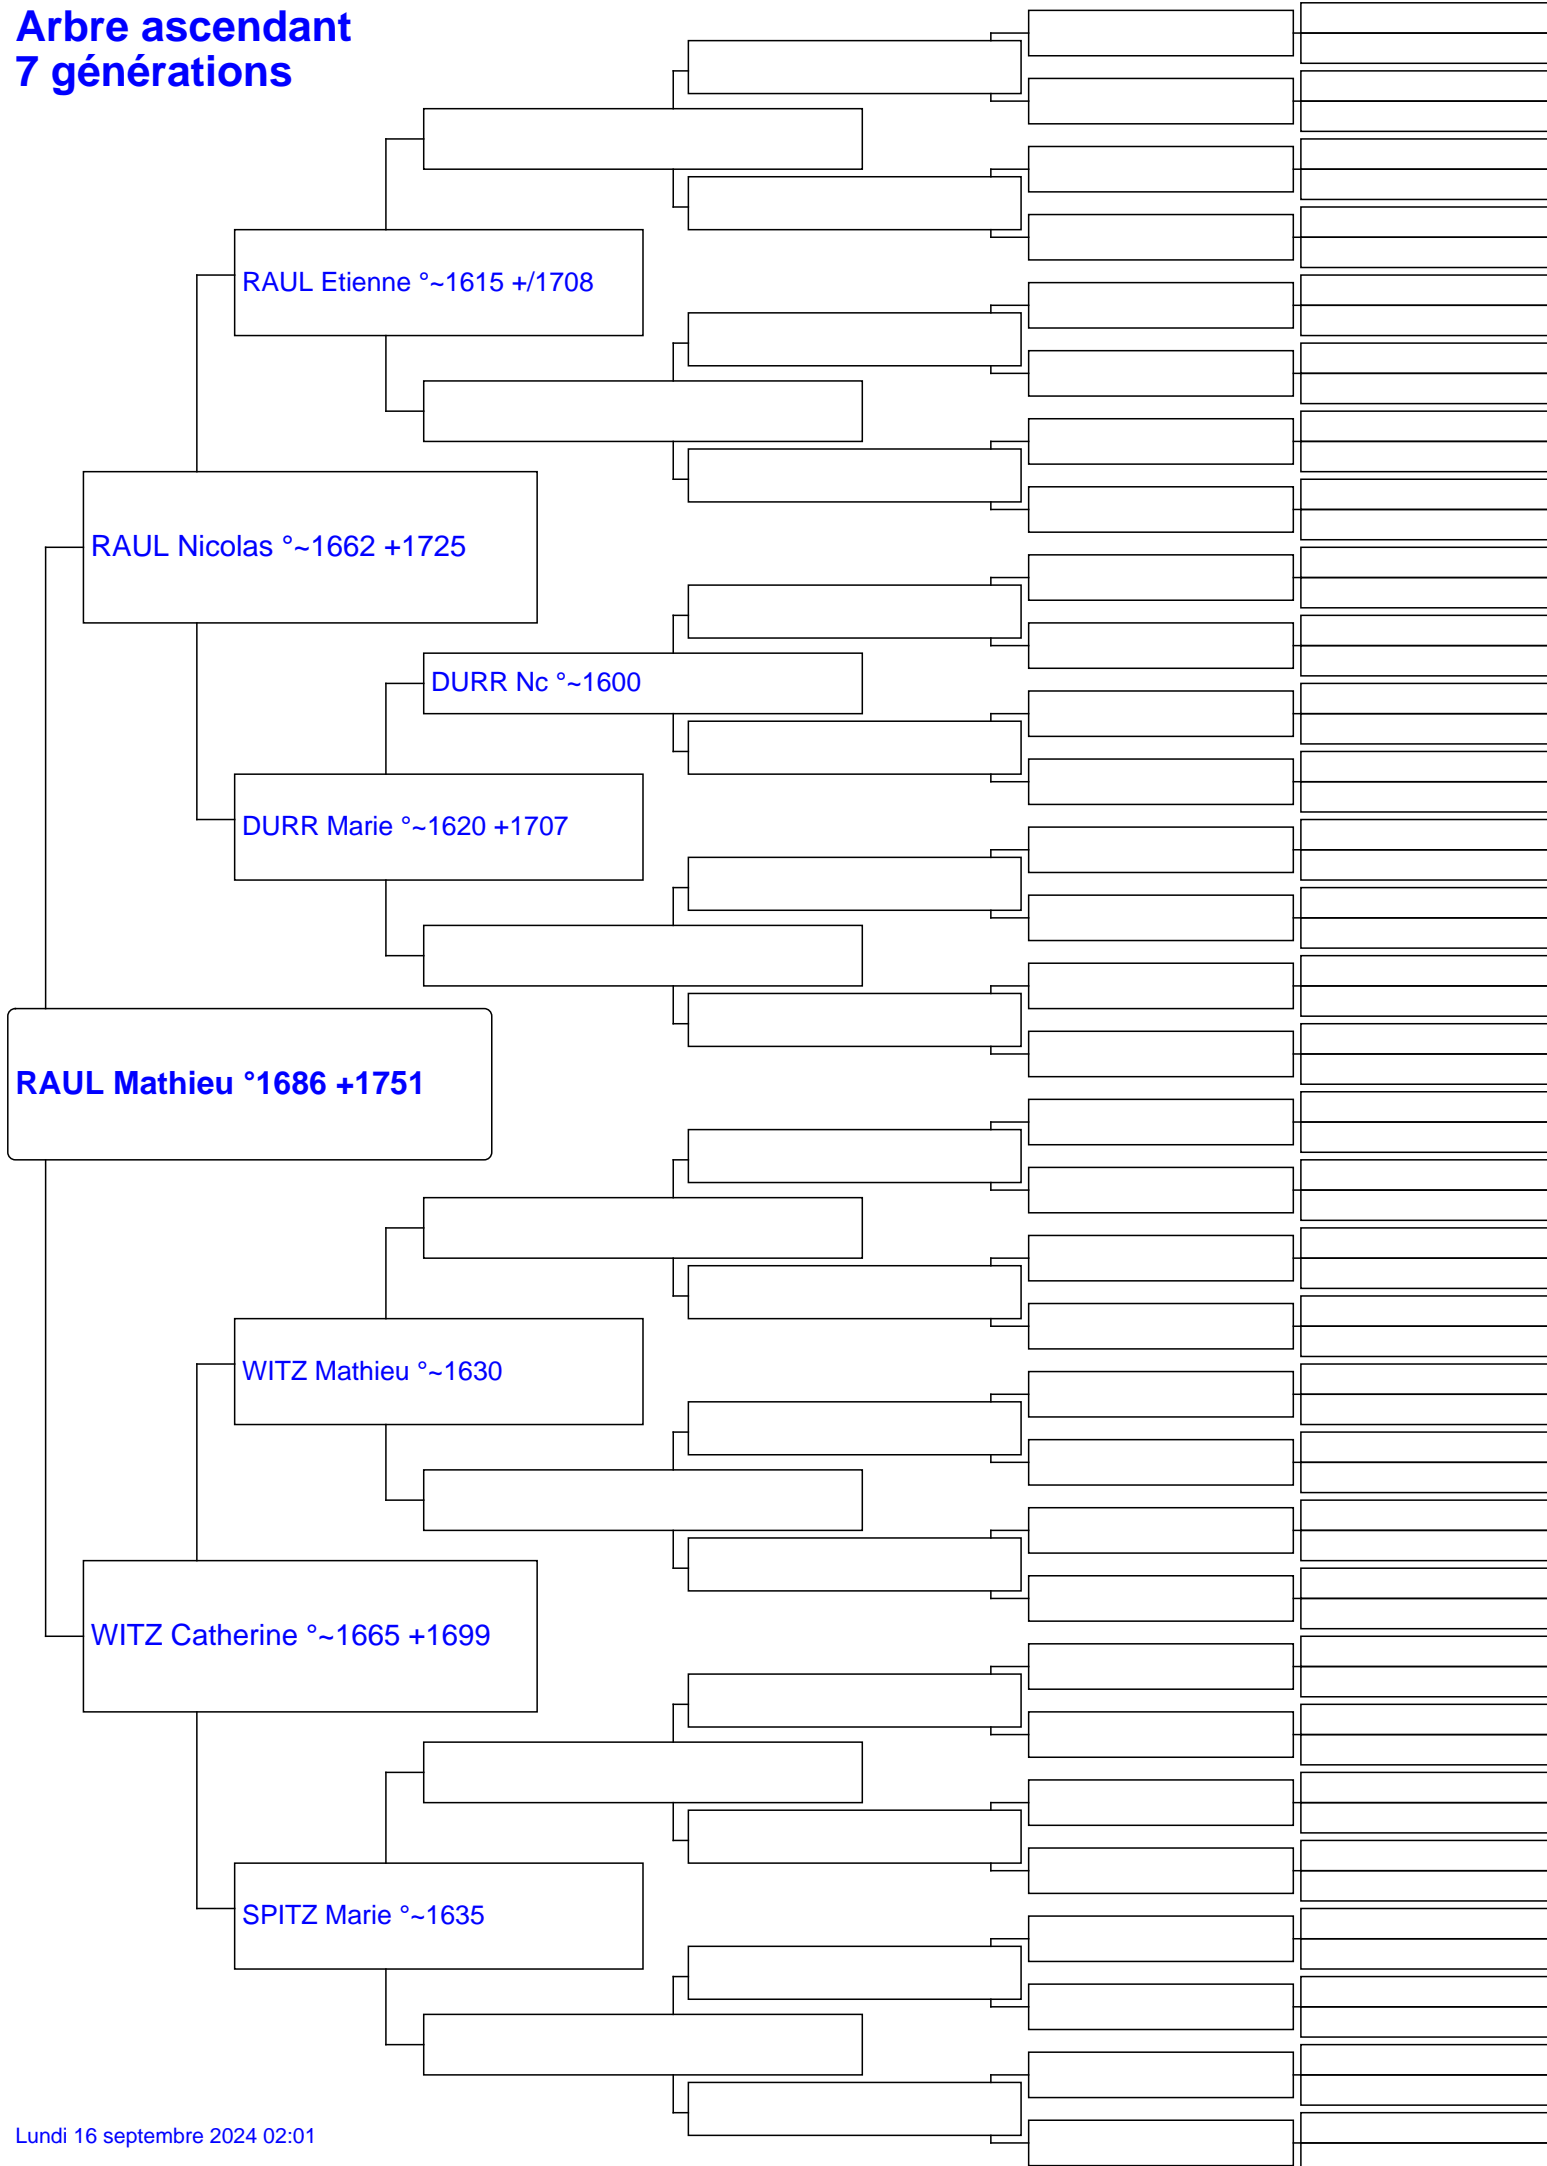 Arbre ascendant
7 générations
RAUL Etienne °~1615 +/1708
RAUL Nicolas °~1662 +1725
DURR Nc °~1600
DURR Marie °~1620 +1707
RAUL Mathieu °1686 +1751
WITZ Mathieu °~1630
WITZ Catherine °~1665 +1699
SPITZ Marie °~1635
Lundi 16 septembre 2024 02:01